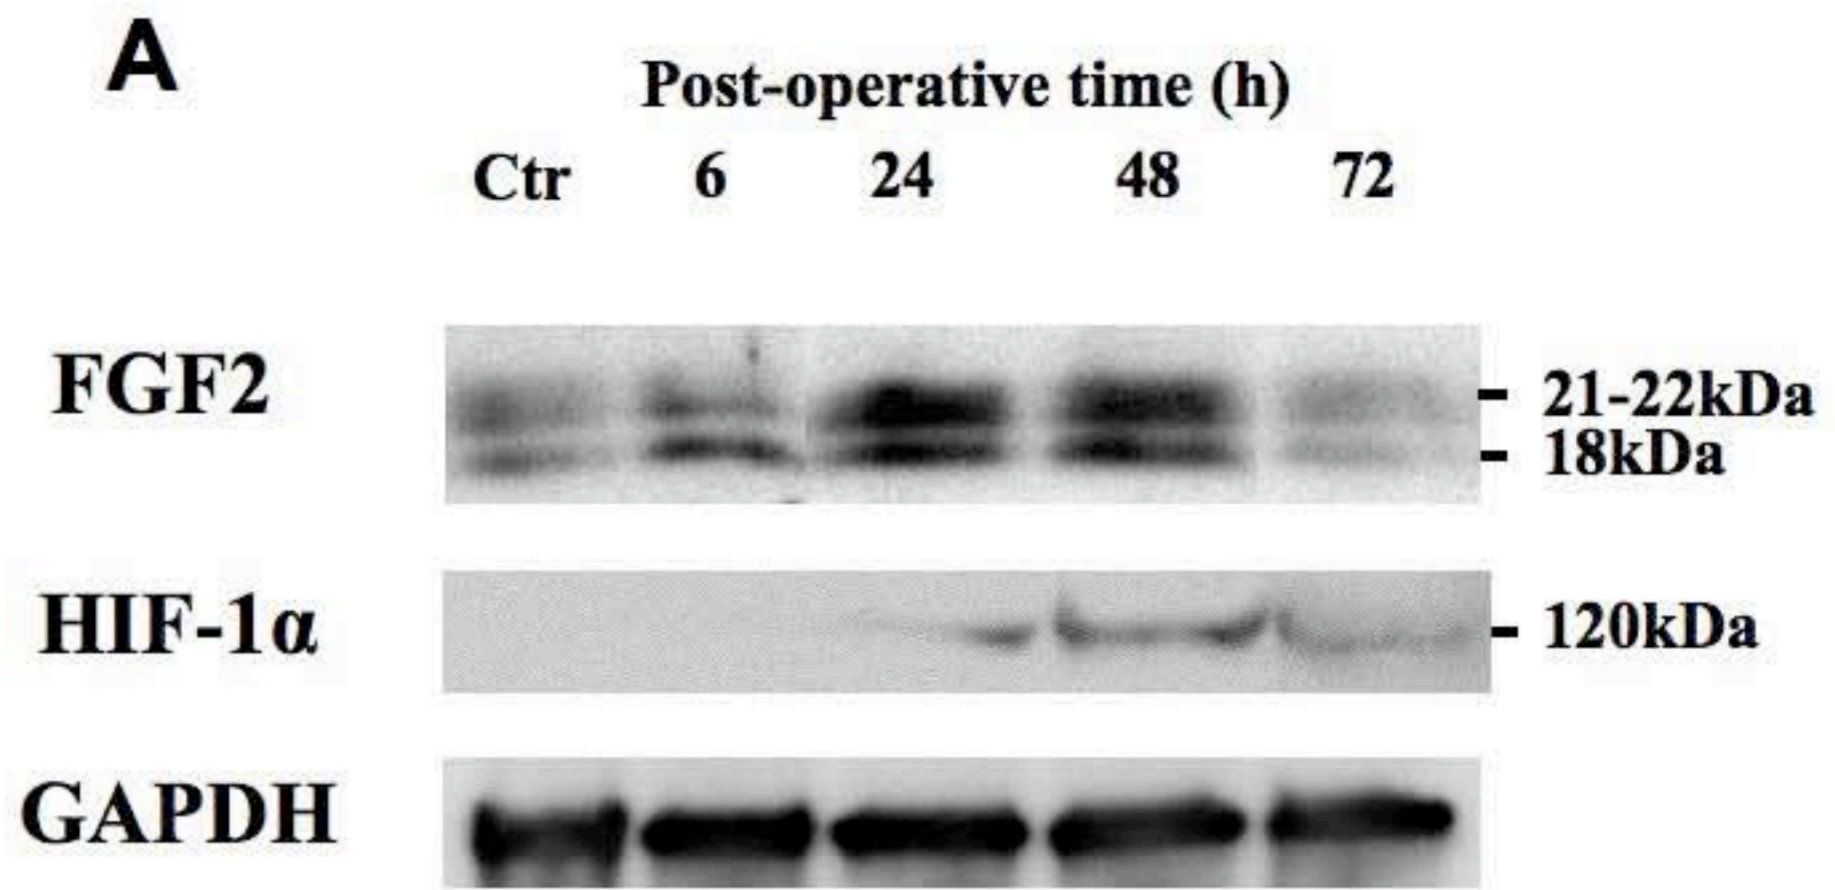 A
Post-operative time (h)
Ctr 6 24 48 72
FGF2
21-22kDa
18kDa
HIF-1α
120kDa
GAPDH